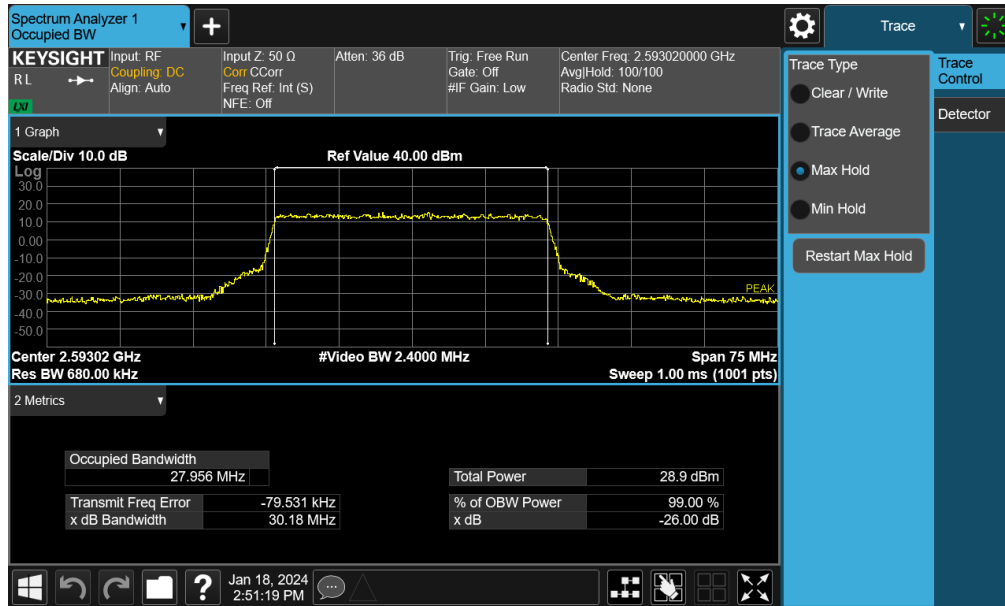 Spectrum Analyzer 1
Occupied BW
+
Trace
KEYSIGHT
R L
LXI
Input: RF
Coupling: DC
Align: Auto
Input Z: 50 Ω
Corr CCorr
Freq Ref: Int (S)
NFE: Off
Atten: 36 dB
Trig: Free Run
Gate: Off
#IF Gain: Low
Center Freq: 2.593020000 GHz
Avg|Hold: 100/100
Radio Std: None
1 Graph
Scale/Div 10.0 dB
Ref Value 40.00 dBm
Log
30.0
20.0
10.0
0.00
-10.0
-20.0
-30.0
-40.0
-50.0
PEAK
Center 2.59302 GHz
#Video BW 2.4000 MHz
Span 75 MHz
Res BW 680.00 kHz
Sweep 1.00 ms (1001 pts)
2 Metrics
Occupied Bandwidth
27.956 MHz
Total Power 28.9 dBm
Transmit Freq Error -79.531 kHz
% of OBW Power 99.00 %
x dB Bandwidth 30.18 MHz
x dB -26.00 dB
Trace Type
Clear / Write
Trace Average
Max Hold
Min Hold
Restart Max Hold
Trace
Control
Detector
?
Jan 18, 2024
2:51:19 PM